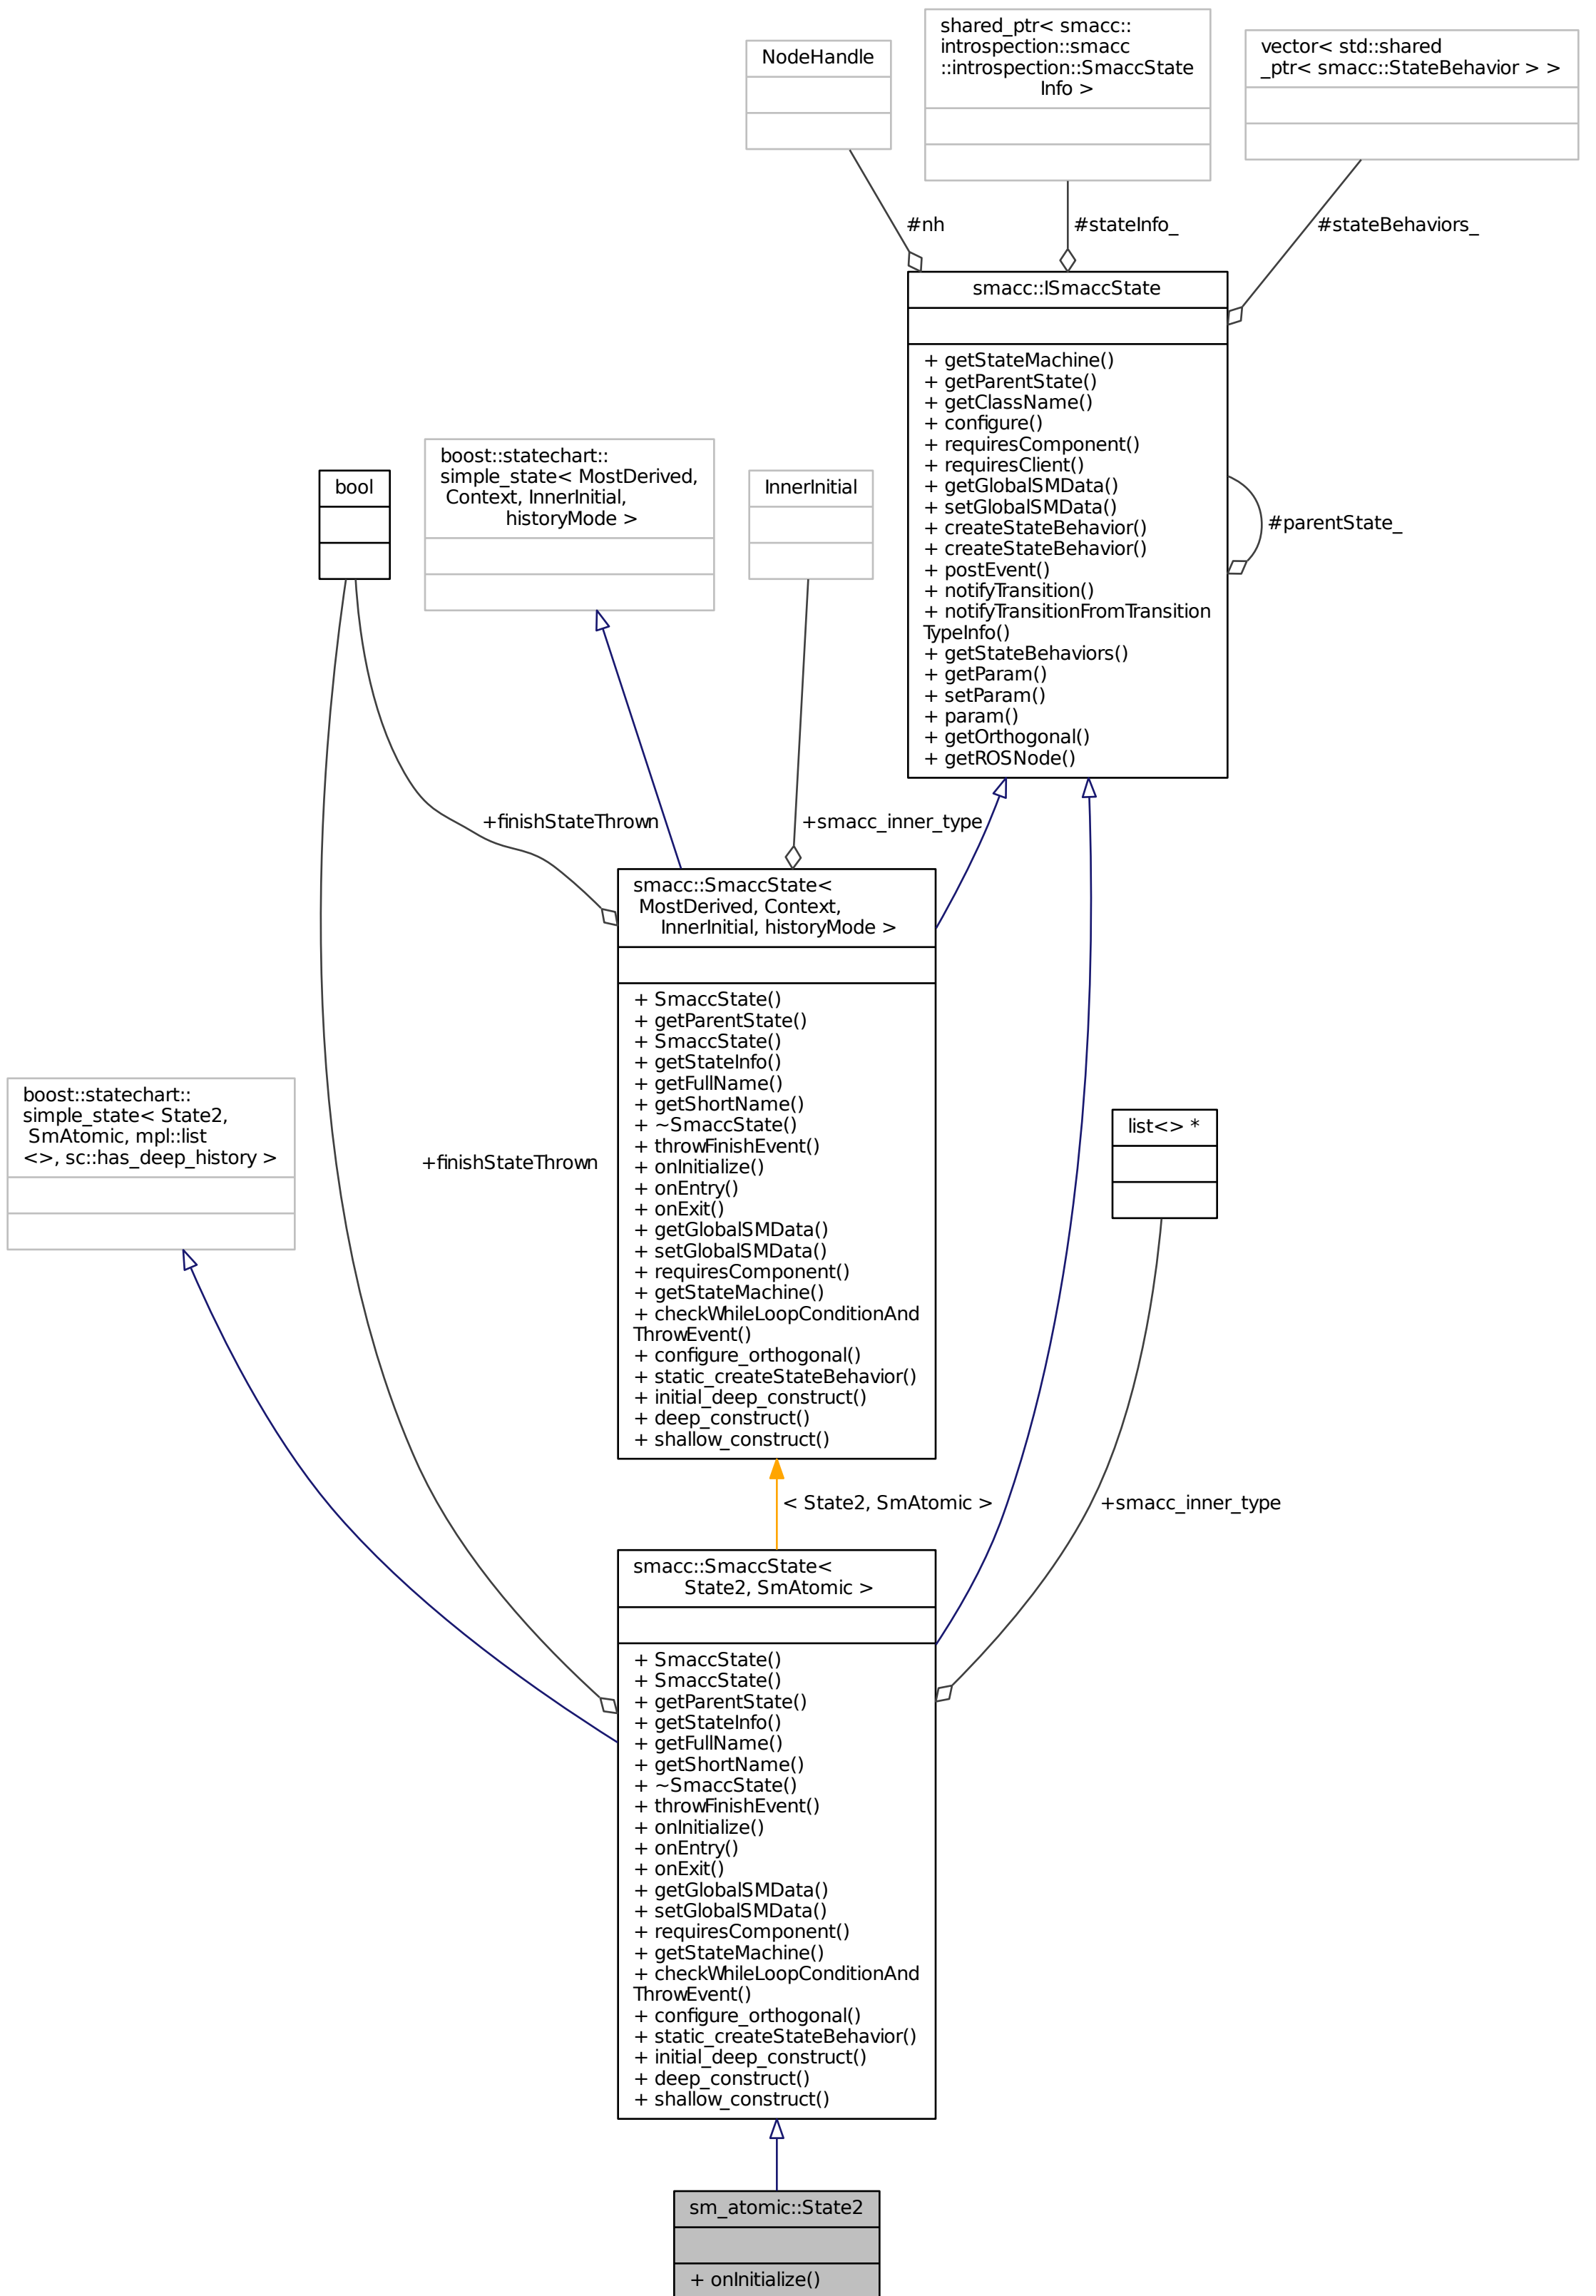 NodeHandle
shared_ptr< smacc::
introspection::smacc
::introspection::SmaccState
Info >
vector< std::shared
_ptr< smacc::StateBehavior > >
#nh
#stateInfo_
#stateBehaviors_
smacc::ISmaccState
+ getStateMachine()
+ getParentState()
+ getClassName()
+ configure()
+ requiresComponent()
+ requiresClient()
+ getGlobalSMData()
+ setGlobalSMData()
+ createStateBehavior()
+ createStateBehavior()
+ postEvent()
+ notifyTransition()
+ notifyTransitionFromTransition
TypeInfo()
+ getStateBehaviors()
+ getParam()
+ setParam()
+ param()
+ getOrthogonal()
+ getROSNode()
#parentState_
bool
boost::statechart::
simple_state< MostDerived,
Context, InnerInitial,
historyMode >
InnerInitial
+finishStateThrown
+smacc_inner_type
smacc::SmaccState<
MostDerived, Context,
InnerInitial, historyMode >
+ SmaccState()
+ getParentState()
+ SmaccState()
+ getStateInfo()
+ getFullName()
+ getShortName()
+ ~SmaccState()
+ throwFinishEvent()
+ onInitialize()
+ onEntry()
+ onExit()
+ getGlobalSMData()
+ setGlobalSMData()
+ requiresComponent()
+ getStateMachine()
+ checkWhileLoopConditionAnd
ThrowEvent()
+ configure_orthogonal()
+ static_createStateBehavior()
+ initial_deep_construct()
+ deep_construct()
+ shallow_construct()
boost::statechart::
simple_state< State2,
SmAtomic, mpl::list
<>, sc::has_deep_history >
+finishStateThrown
list<> *
< State2, SmAtomic >
+smacc_inner_type
smacc::SmaccState<
State2, SmAtomic >
+ SmaccState()
+ SmaccState()
+ getParentState()
+ getStateInfo()
+ getFullName()
+ getShortName()
+ ~SmaccState()
+ throwFinishEvent()
+ onInitialize()
+ onEntry()
+ onExit()
+ getGlobalSMData()
+ setGlobalSMData()
+ requiresComponent()
+ getStateMachine()
+ checkWhileLoopConditionAnd
ThrowEvent()
+ configure_orthogonal()
+ static_createStateBehavior()
+ initial_deep_construct()
+ deep_construct()
+ shallow_construct()
sm_atomic::State2
+ onInitialize()